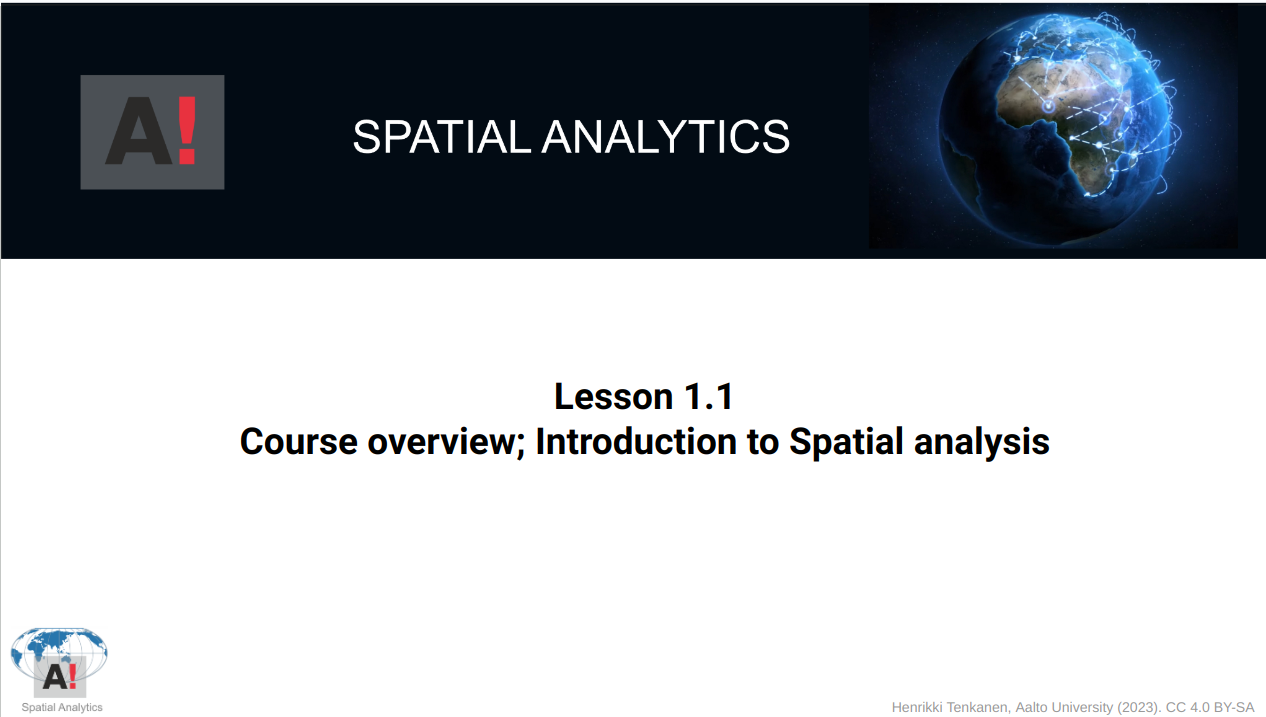 A!
SPATIAL ANALYTICS
Lesson 1.1
Course overview; Introduction to Spatial analysis
A!
Spatial Analytics
Henrikki Tenkanen, Aalto University (2023). CC 4.0 BY-SA